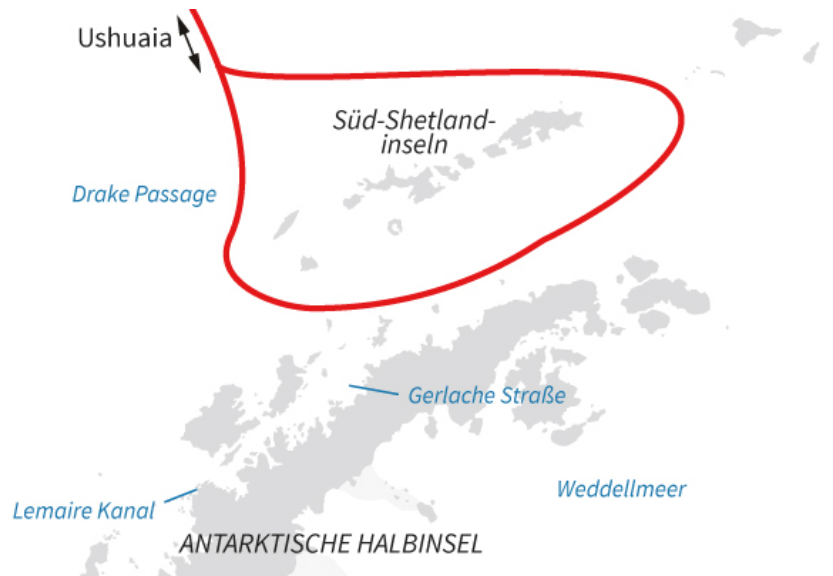 Ushuaia
Süd-Shetland-
inseln
Drake Passage
Gerlache Straße
Weddellmeer
Lemaire Kanal
ANTARKTISCHE HALBINSEL